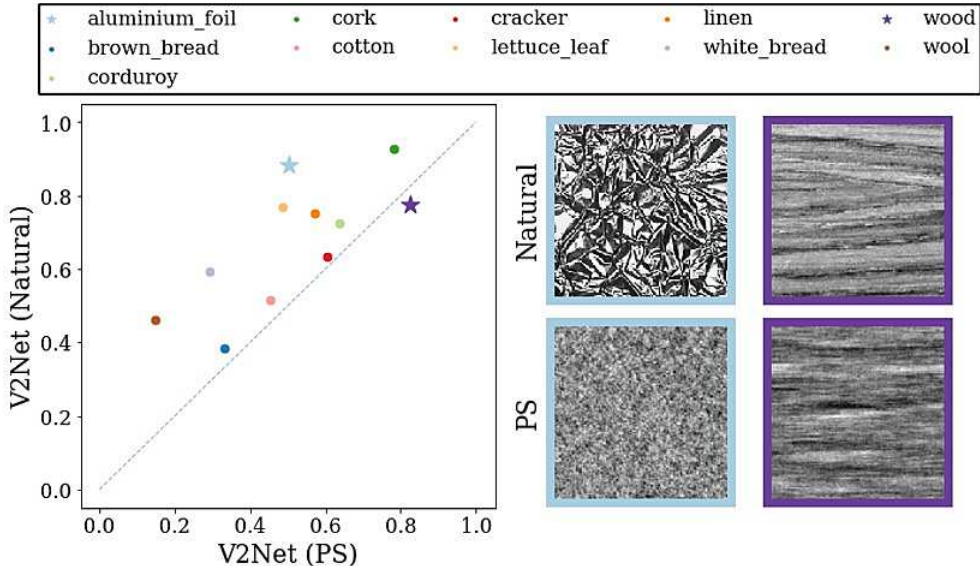 aluminium_foil cork cracker linen wood
brown_bread cotton lettuce_leaf white_bread wool
corduroy
1.0
0.8
0.6
0.4
0.2
0.0
V2Net (Natural)
0.0 0.2 0.4 0.6 0.8 1.0
V2Net (PS)
Natural
PS